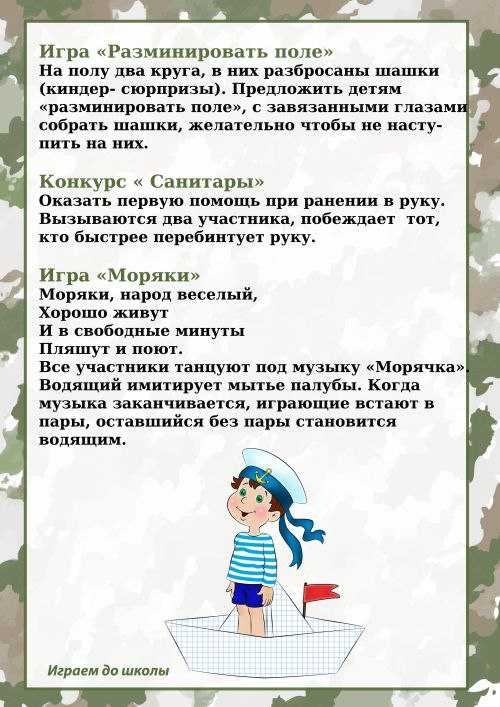 Игра «Разминировать поле»
На полу два круга, в них разбросаны шашки
(киндер- сюрпризы). Предложить детям
«разминировать поле», с завязанными глазами
собрать шашки, желательно чтобы не насту-
пить на них.
Конкурс « Санитары»
Оказать первую помощь при ранении в руку.
Вызываются два участника, побеждает  тот,
кто быстрее перебинтует руку.
Игра «Моряки»
Моряки, народ веселый,
Хорошо живут
И в свободные минуты
Пляшут и поют.
Все участники танцуют под музыку «Морячка».
Водящий имитирует мытье палубы. Когда
музыка заканчивается, играющие встают в
пары, оставшийся без пары становится
водящим.
Играем до школы